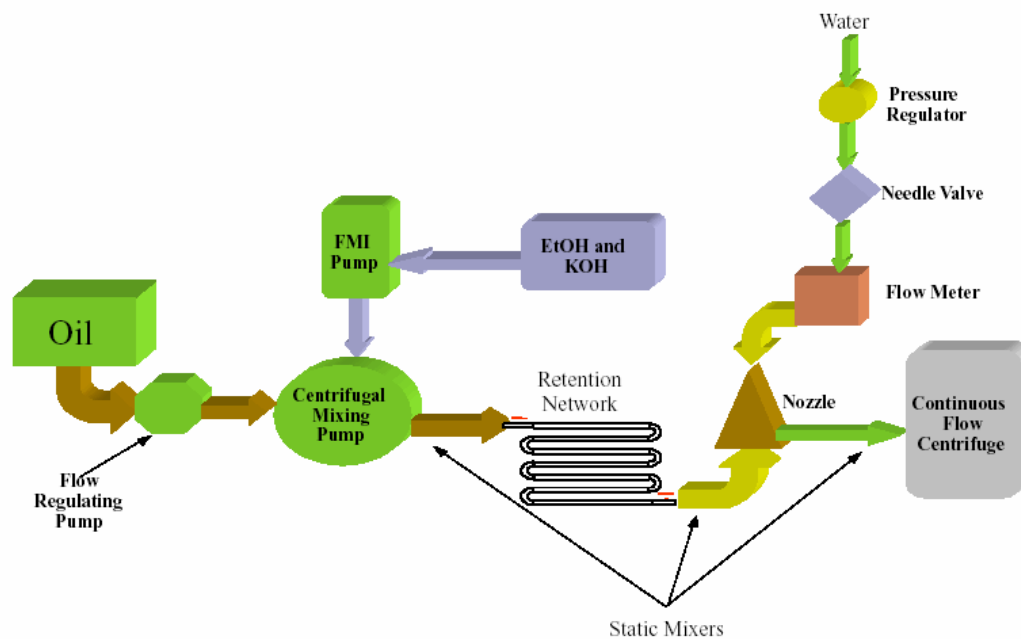 Water
Pressure
Regulator
Needle Valve
FMI
Pump
EtOH and
KOH
Flow Meter
Oil
Centrifugal
Mixing
Pump
Retention
Network
Nozzle
Continuous
Flow
Centrifuge
Flow
Regulating
Pump
Static Mixers